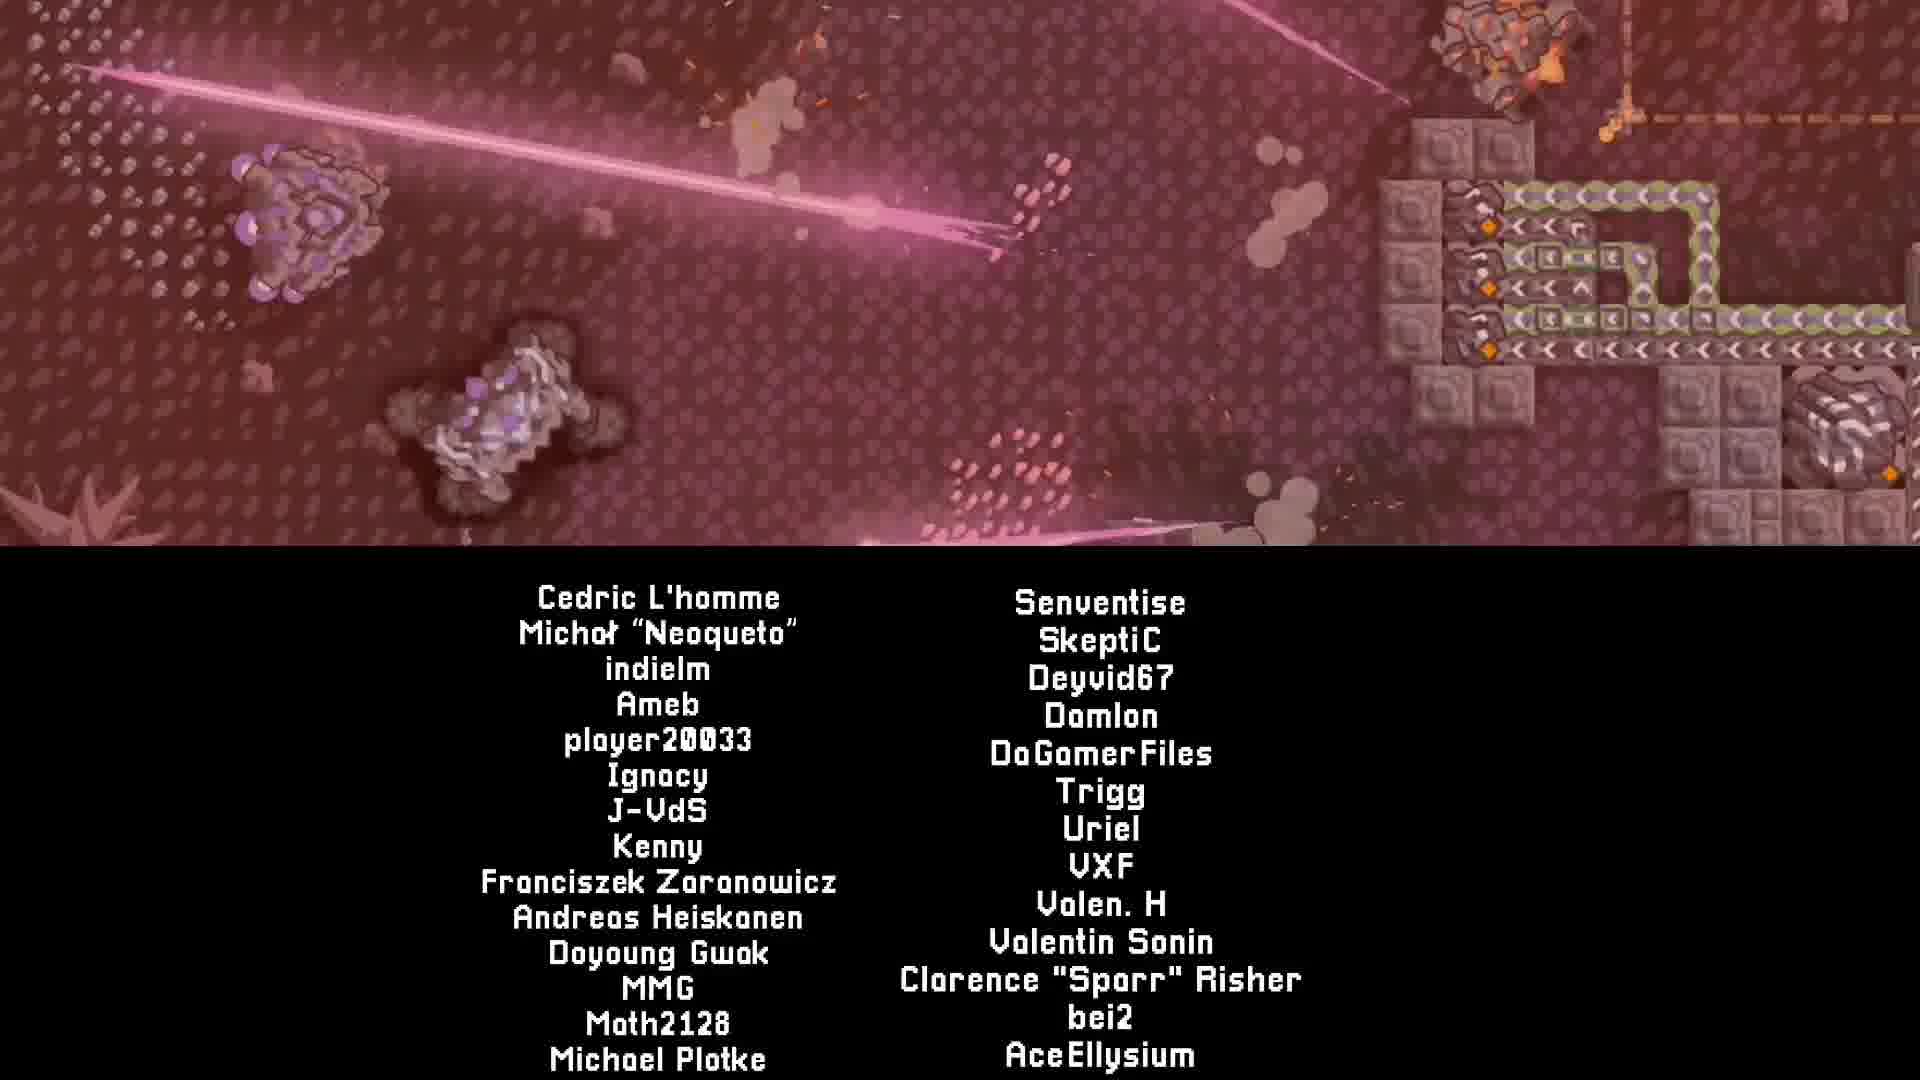 Cedric L'homme
Michał “Neoqueto”
indielm
Ameb
player20033
Ignacy
J-VdS
Kenny
Franciszek Zaranowicz
Andreas Heiskanen
Doyoung Gwak
MMG
Math2128
Michael Plotke
Senventise
SkeptiC
Deyvid67
Damlon
DaGamerFiles
Trigg
Uriel
VXF
Valen. H
Valentin Sonin
Clarence "Sparr" Risher
bei2
AceEllysium